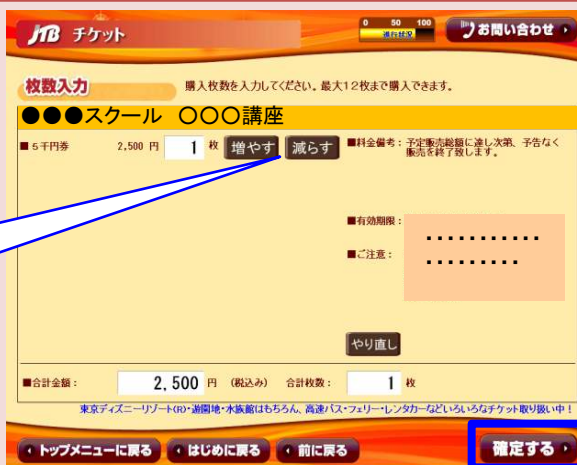 JTB チケット
0 50 100
進行状況
お問い合わせ
枚数入力
購入枚数を入力してください。最大12枚まで購入できます。
●●●スクール 〇〇〇講座
■5千円券 2,500 円 1 枚 増やす 減らす
■料金備考：予定販売総額に達し次第、予告なく
販売を終了致します。
■有効期限：
・・・・・・・・・・・
■ご注意：
・・・・・・・・・
やり直し
■合計金額： 2,500 円 (税込み) 合計枚数： 1 枚
東京ディズニーリゾート(R)・遊園地・水族館はもちろん、高速バス・フェリー・レンタカーなどいろいろなチケット取り扱い中！
トップメニューに戻る はじめに戻る 前に戻る 確定する